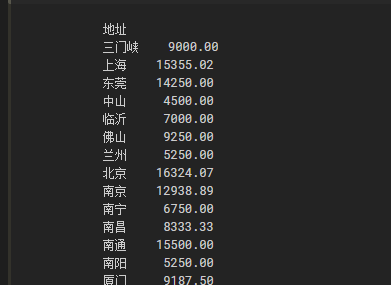 地址
三门峡 9000.00
上海 15355.02
东莞 14250.00
中山 4500.00
临沂 7000.00
佛山 9250.00
兰州 5250.00
北京 16324.07
南京 12938.89
南宁 6750.00
南昌 8333.33
南通 15500.00
南阳 5250.00
厦门 9187.50